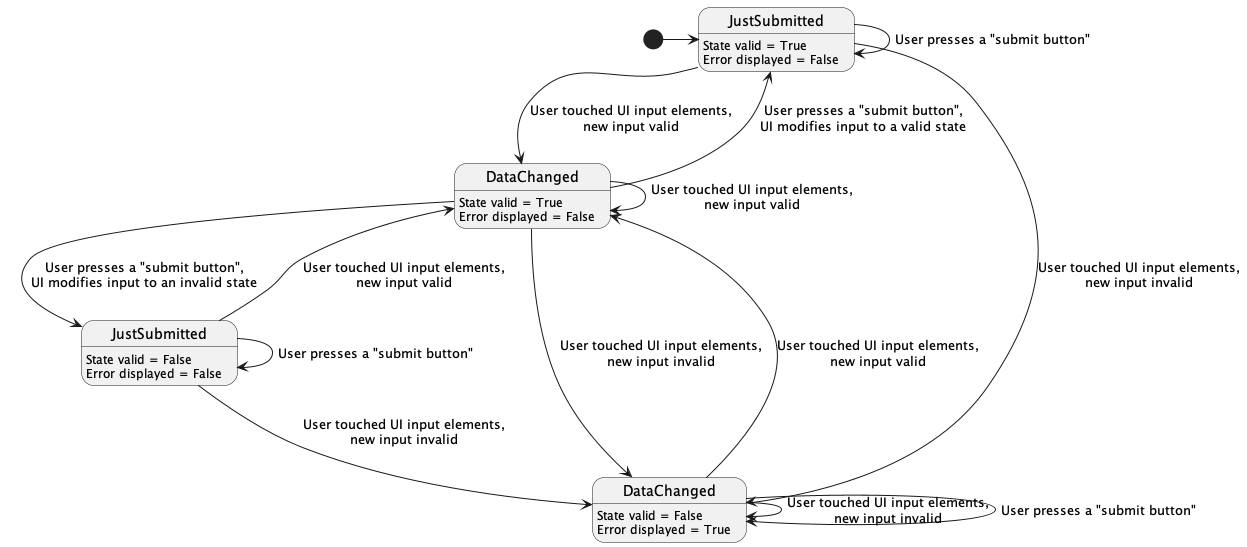 JustSubmitted
State valid = True
Error displayed = False
User presses a "submit button"
User touched UI input elements,
new input valid
User presses a "submit button",
UI modifies input to a valid state
DataChanged
State valid = True
Error displayed = False
User touched UI input elements,
new input valid
User presses a "submit button",
UI modifies input to an invalid state
User touched UI input elements,
new input valid
User touched UI input elements,
new input invalid
JustSubmitted
State valid = False
Error displayed = False
User presses a "submit button"
User touched UI input elements,
new input invalid
User touched UI input elements,
new input valid
User touched UI input elements,
new input invalid
DataChanged
State valid = False
Error displayed = True
User touched UI input elements,
new input invalid
User presses a "submit button"